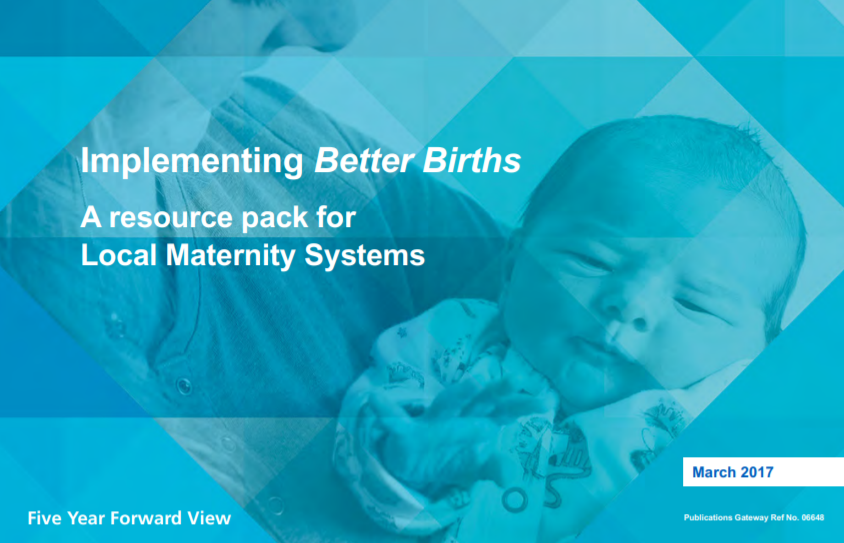 Implementing Better Births
A resource pack for
Local Maternity Systems
March 2017
Five Year Forward View
Publications Gateway Ref No. 06648